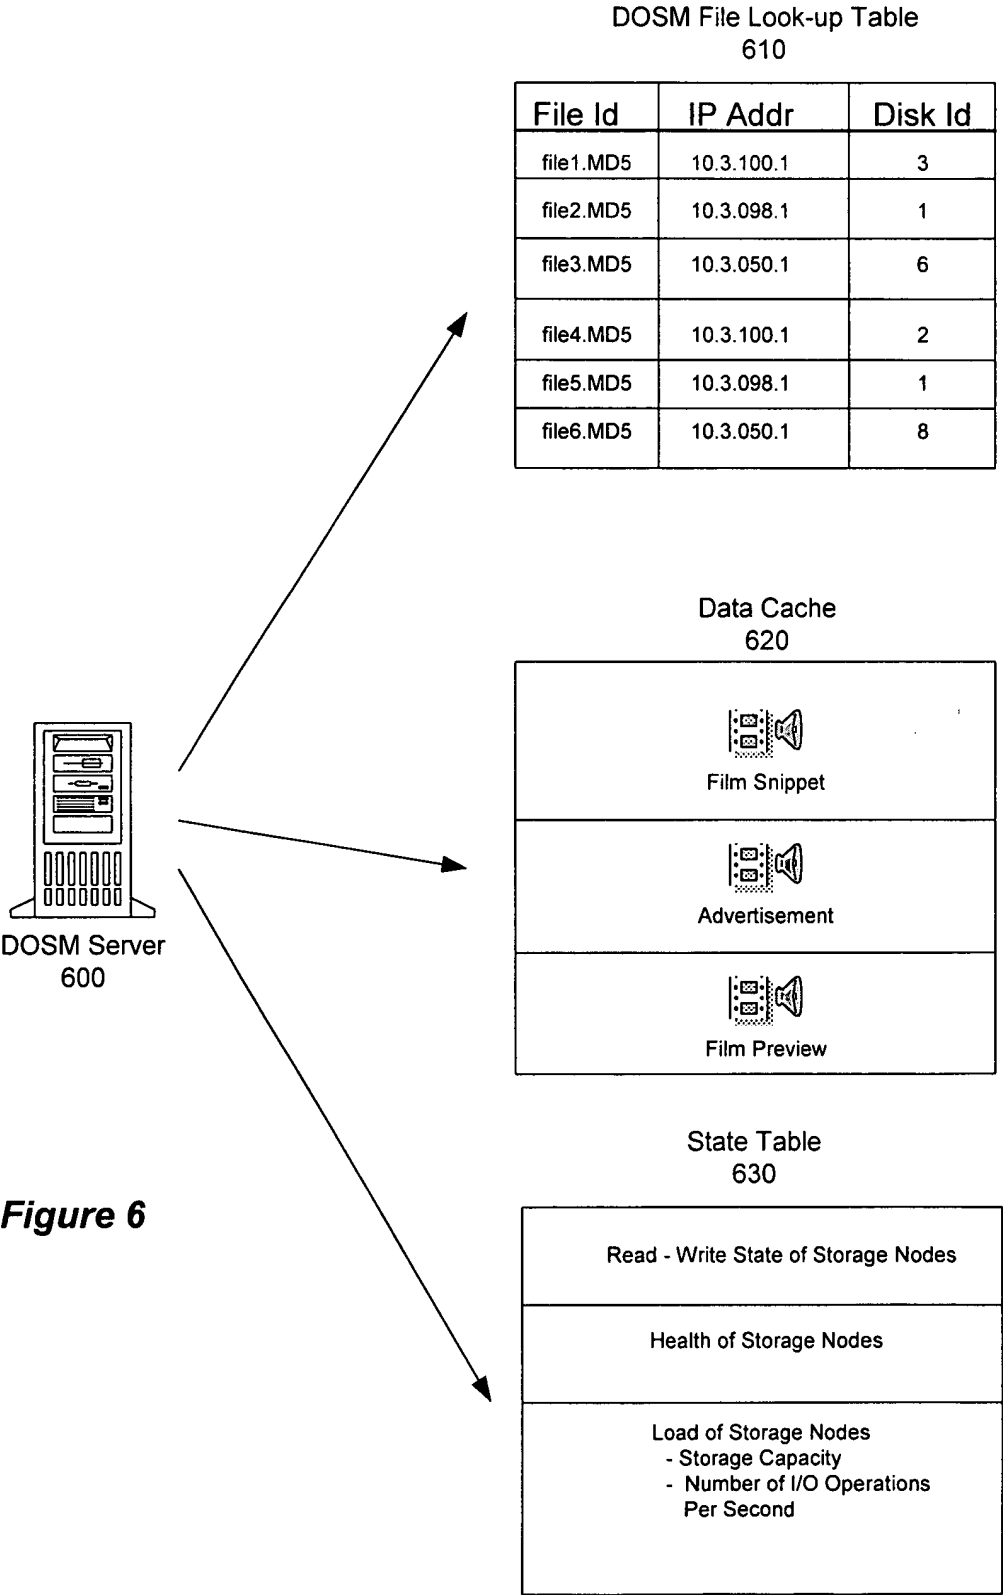 DOSM File Look-up Table
610
File Id IP Addr Disk Id
file1.MD5 10.3.100.1 3
file2.MD5 10.3.098.1 1
file3.MD5 10.3.050.1 6
file4.MD5 10.3.100.1 2
file5.MD5 10.3.098.1 1
file6.MD5 10.3.050.1 8
Data Cache
620
Film Snippet
Advertisement
Film Preview
DOSM Server
600
State Table
630
Read - Write State of Storage Nodes
Health of Storage Nodes
Load of Storage Nodes
- Storage Capacity
- Number of I/O Operations
Per Second
Figure 6